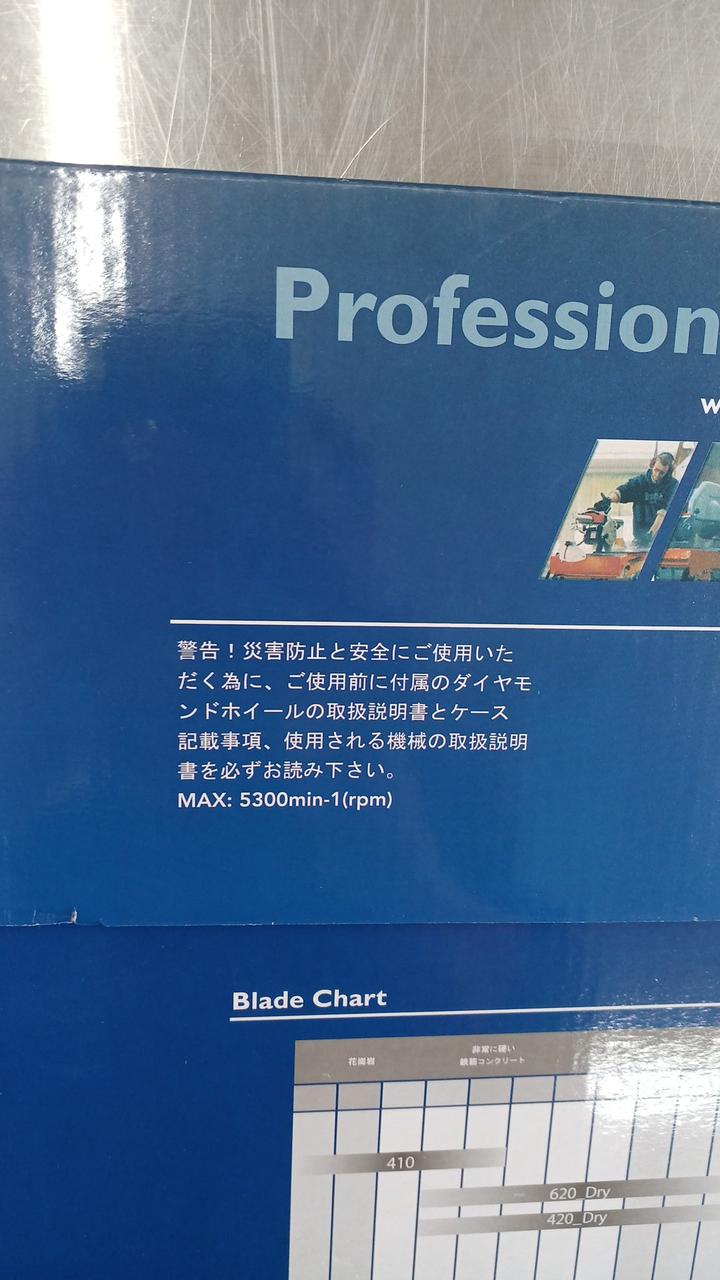 Profession
w
警告！災害防止と安全にご使用いた
だく為に、ご使用前に付属のダイヤモ
ンドホイールの取扱説明書とケース
記載事項、使用される機械の取扱説明
書を必ずお読み下さい。
MAX: 5300min-1(rpm)
Blade Chart
花崗岩
非常に硬い
鉄筋コンクリート
410
620_Dry
420_Dry